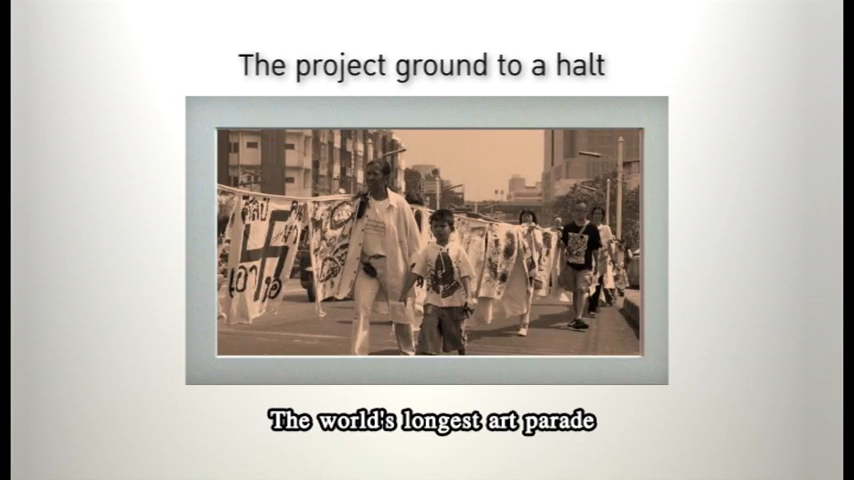 The project ground to a halt
The world's longest art parade